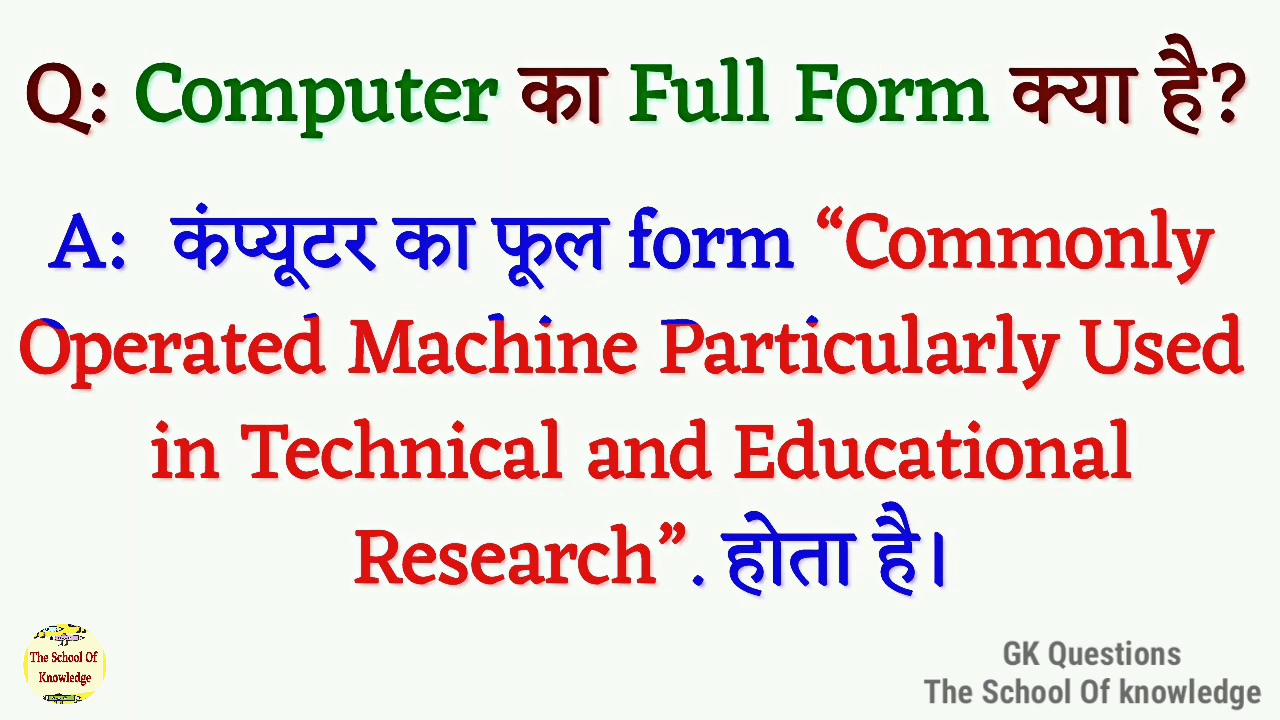 Q: Computer का Full Form क्या है?
A: कंप्यूटर का फूल form “Commonly
Operated Machine Particularly Used
in Technical and Educational
Research”. होता है।
The School Of
Knowledge
GK Questions
The School Of knowledge